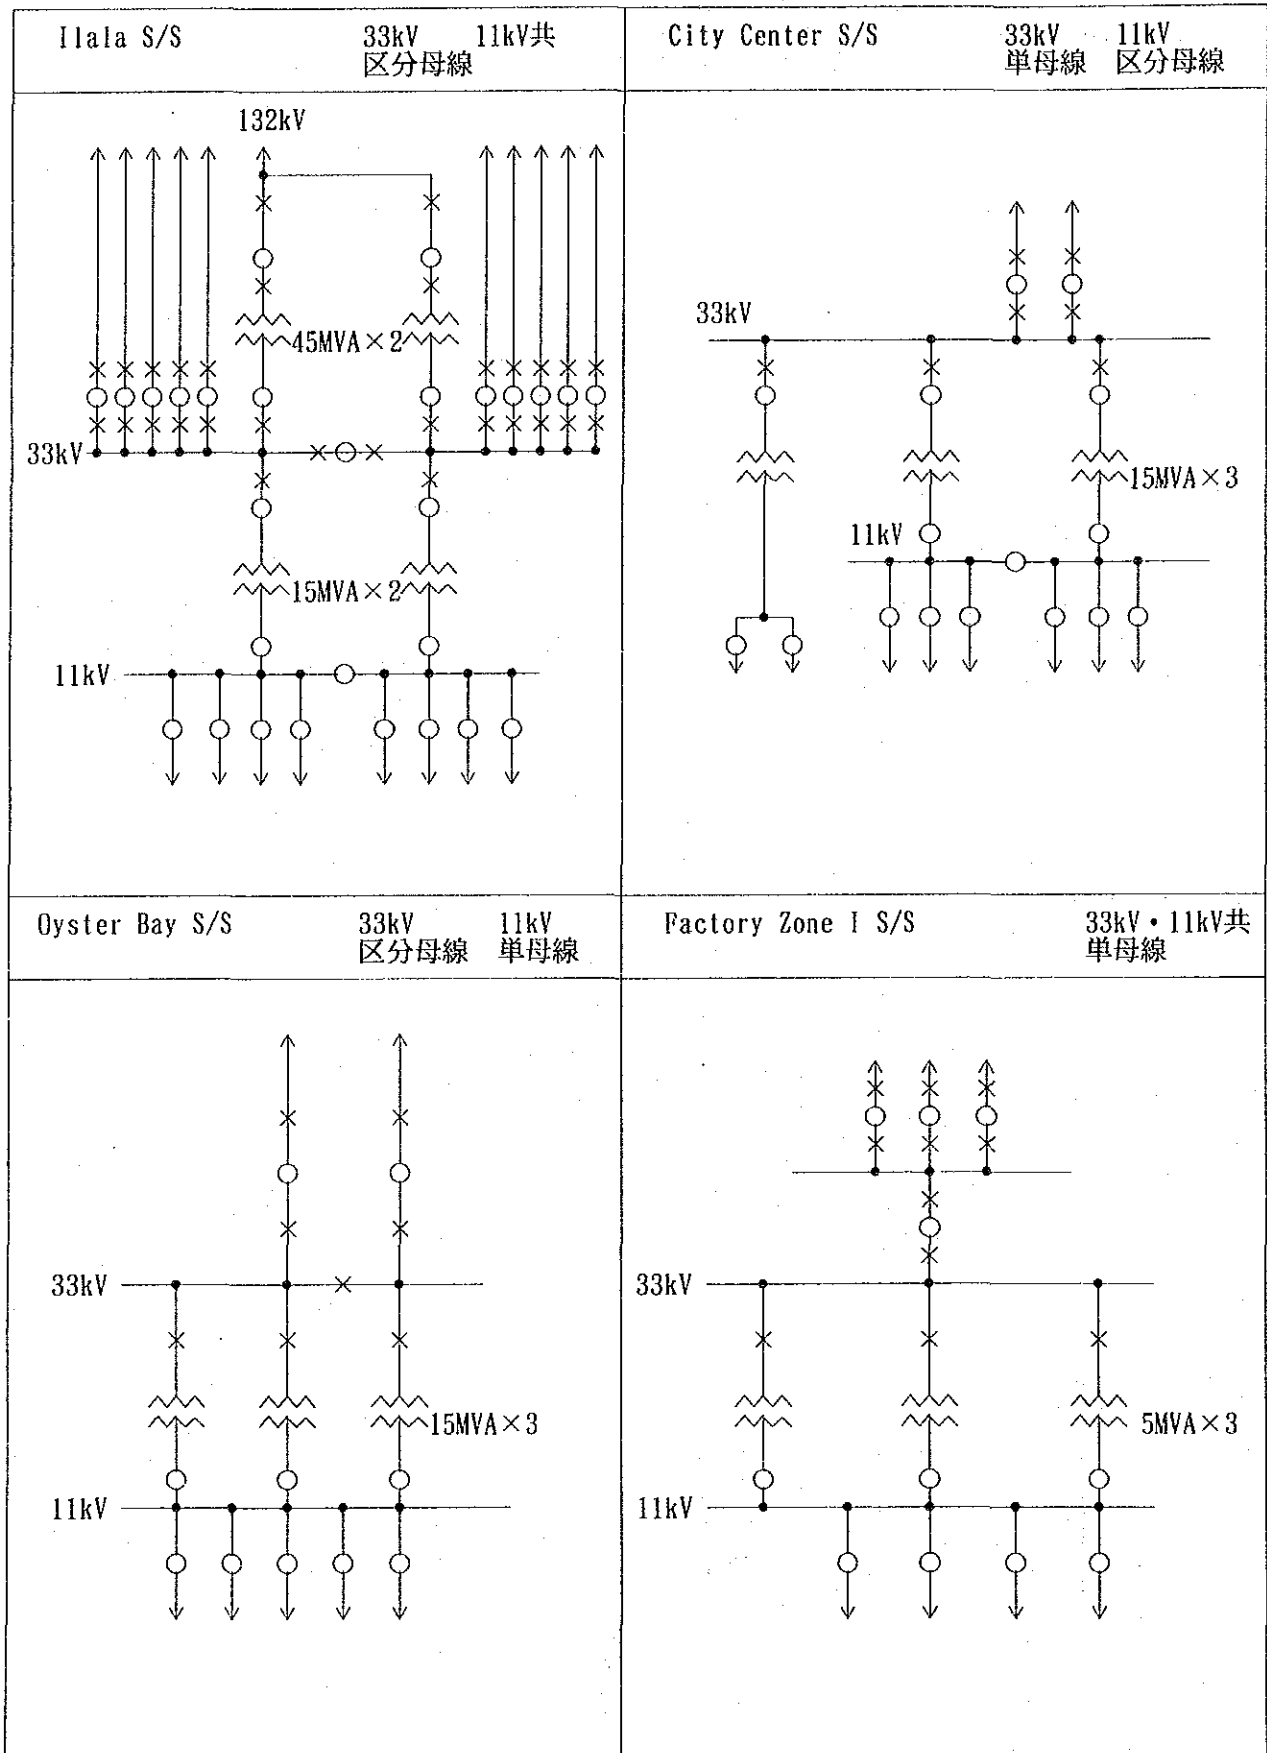 Ilala S/S 33kV 11kV共
区分母線
132kV
45MVA×2
33kV
15MVA×2
11kV
City Center S/S 33kV 11kV
単母線 区分母線
33kV
15MVA×3
11kV
Oyster Bay S/S 33kV 11kV
区分母線 単母線
33kV
15MVA×3
11kV
Factory Zone I S/S 33kV・11kV共
単母線
33kV
5MVA×3
11kV